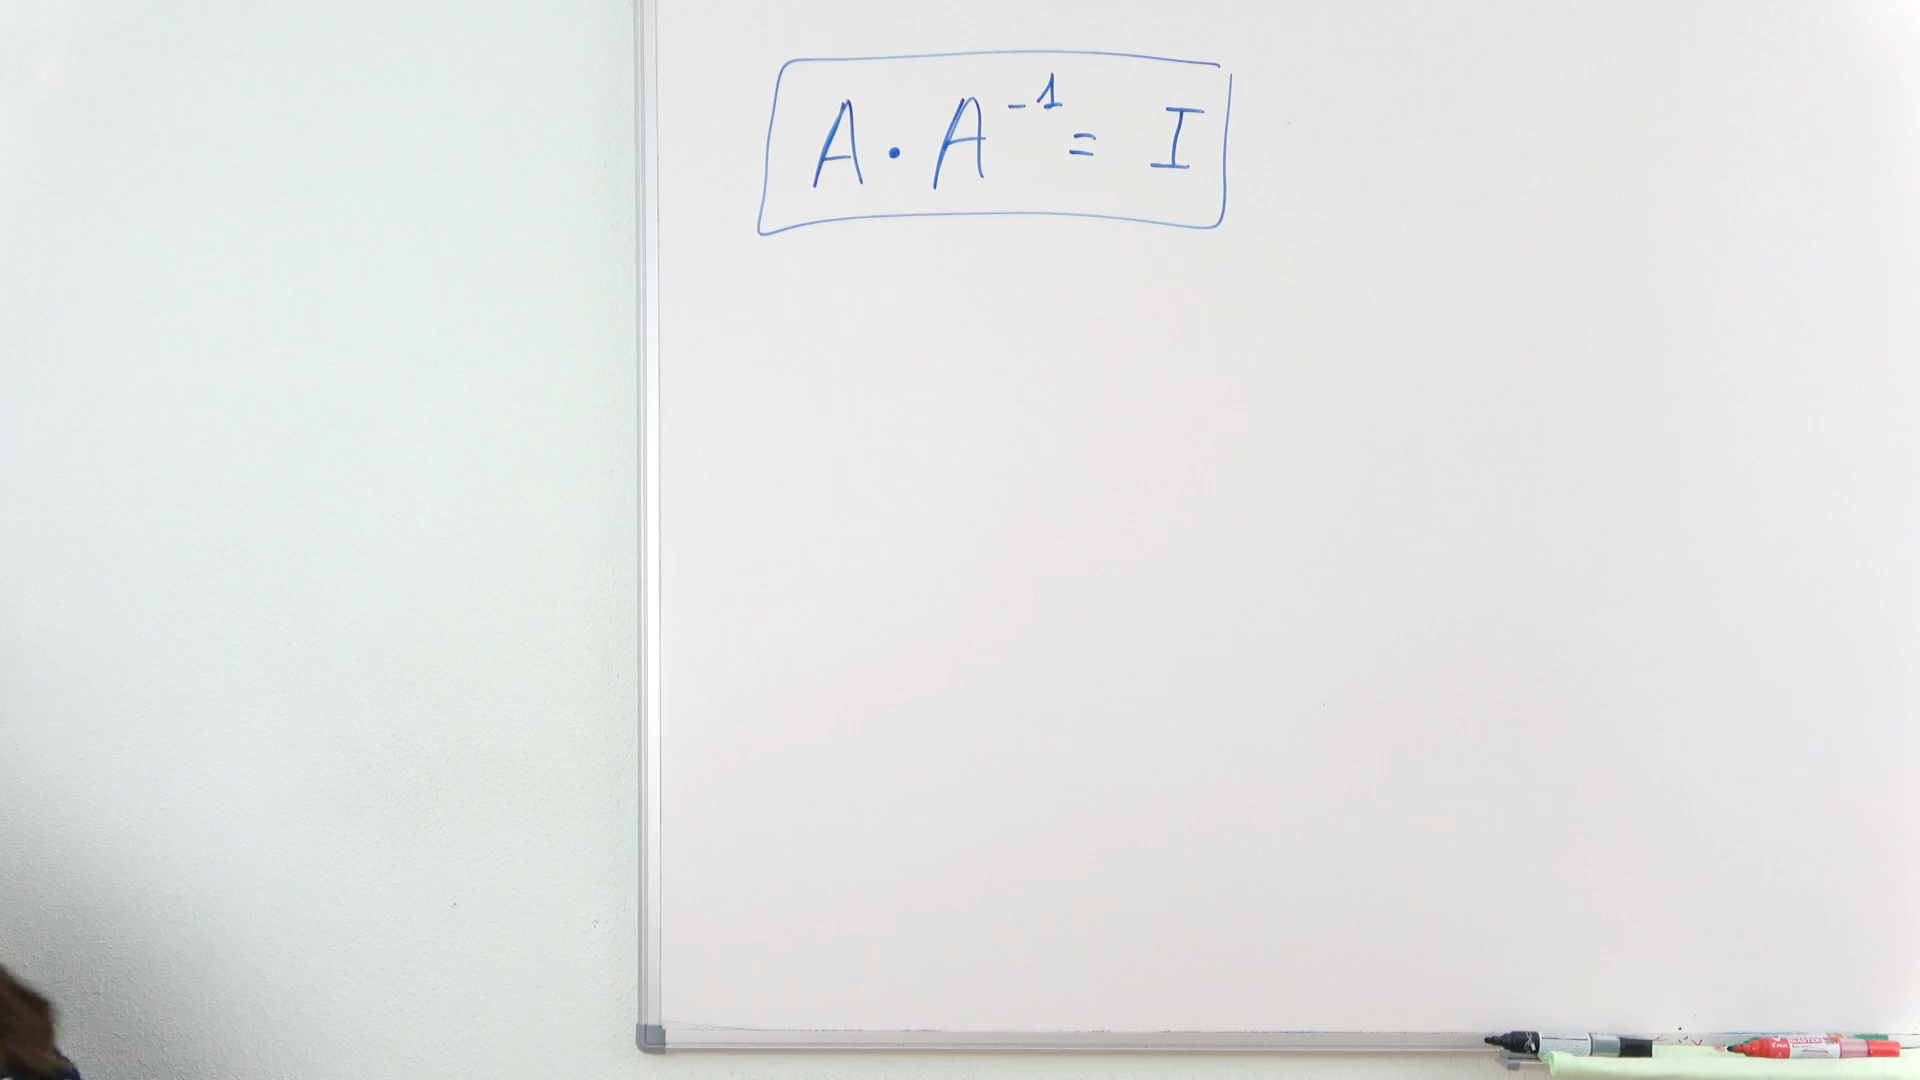 A · A⁻¹ = I